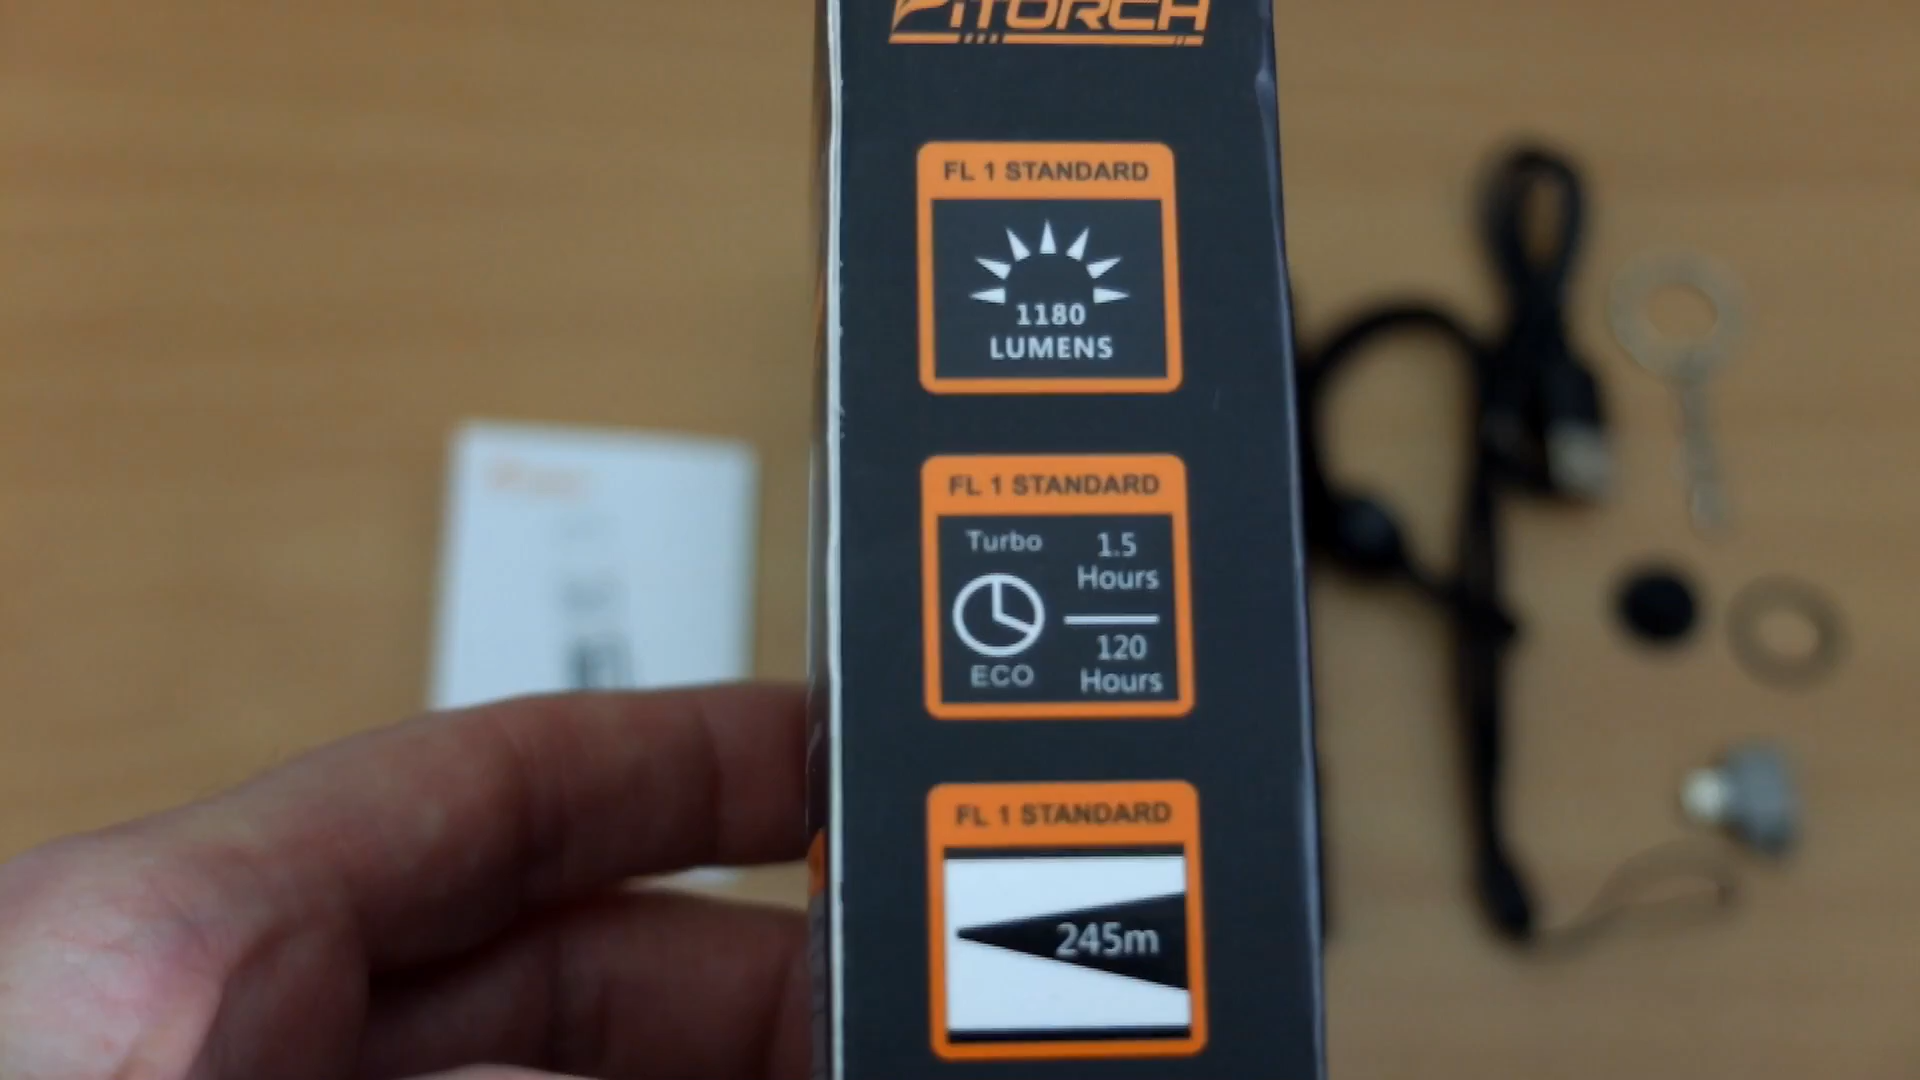 FiTORCH
FL 1 STANDARD
1180
LUMENS
FL 1 STANDARD
Turbo
1.5
Hours
ECO
120
Hours
FL 1 STANDARD
245m